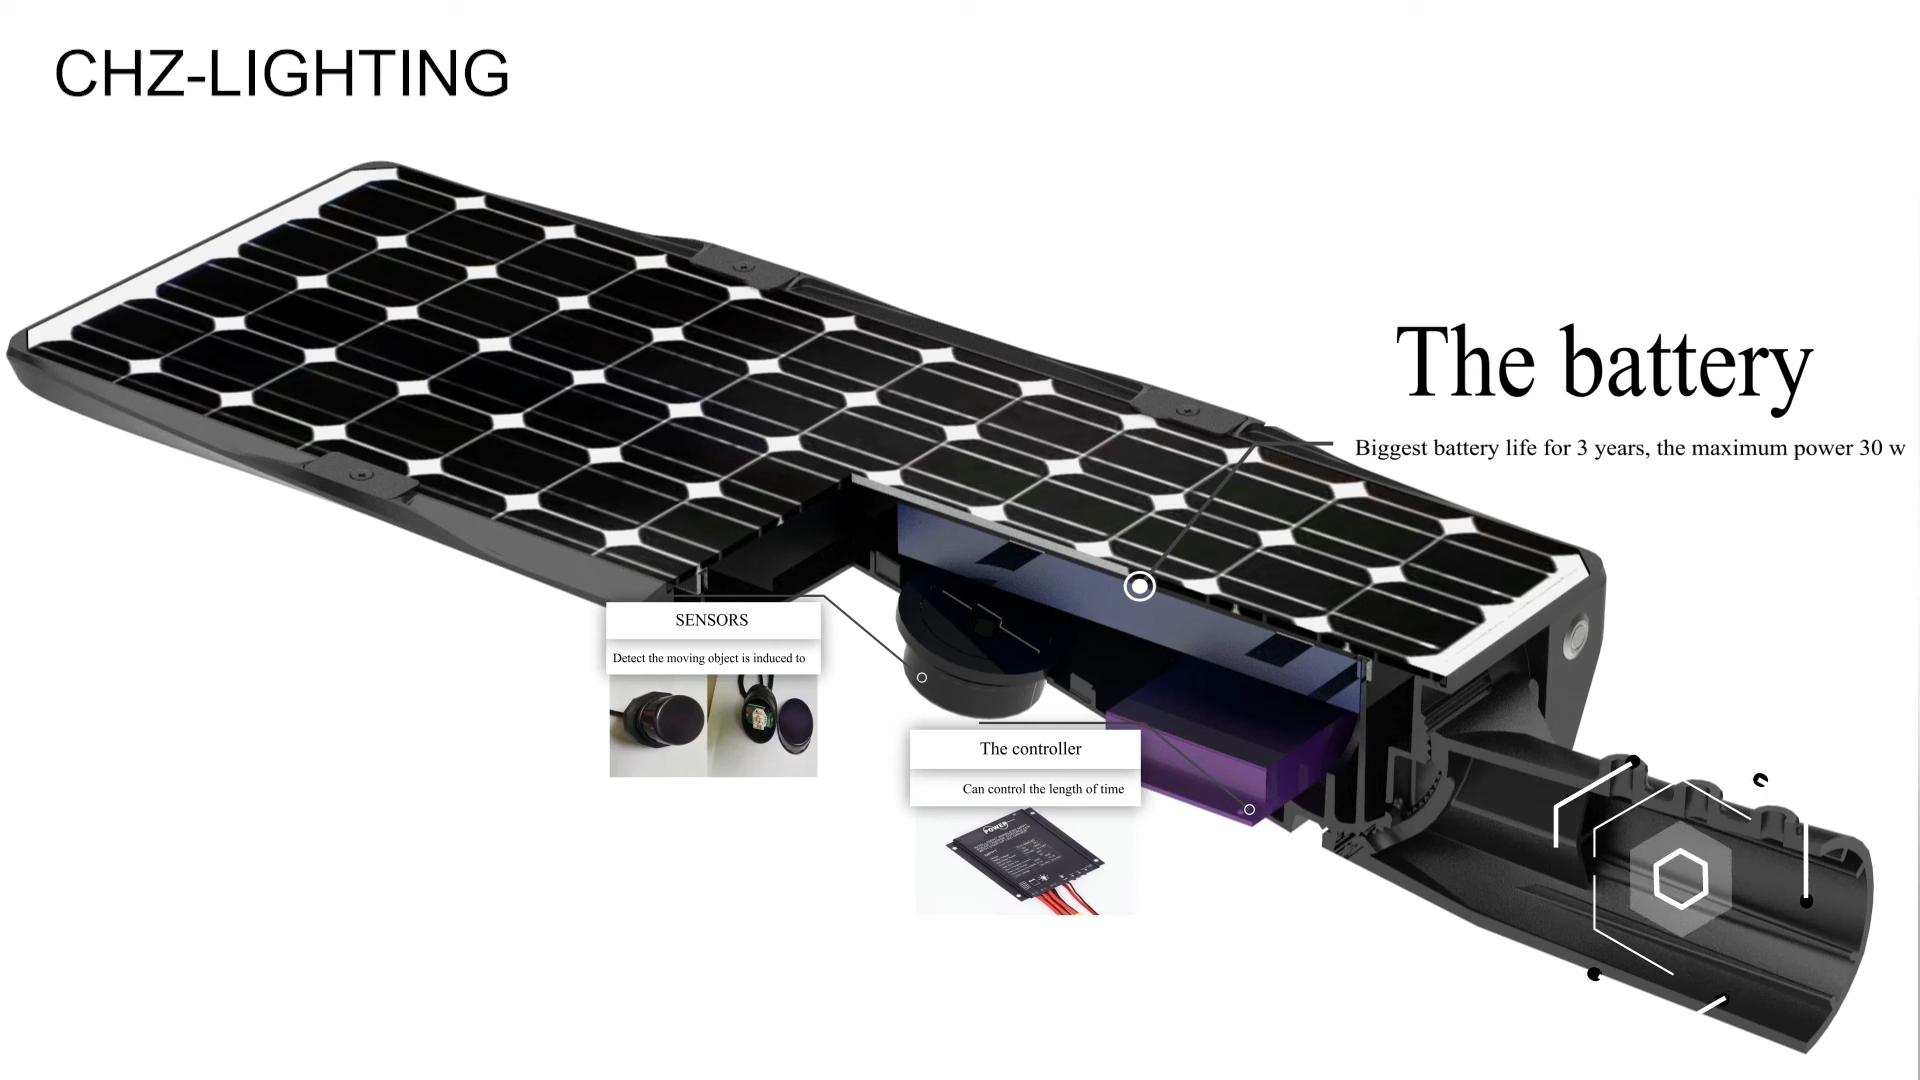 CHZ-LIGHTING
The battery
Biggest battery life for 3 years, the maximum power 30 w
SENSORS
Detect the moving object is induced to
The controller
Can control the length of time
POWER